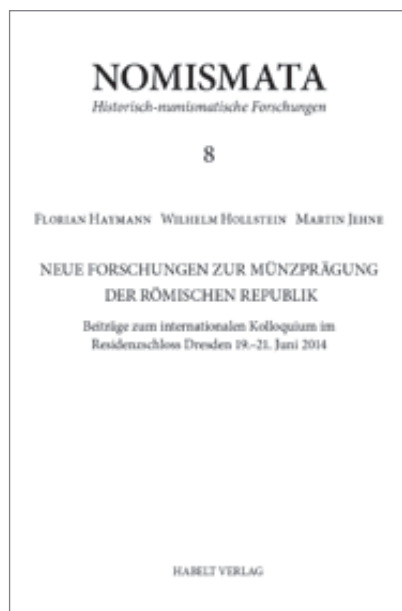 NOMISMATA
Historisch-numismatische Forschungen
8
Florian Haymann Wilhelm Hollstein Martin Jehne
NEUE FORSCHUNGEN ZUR MÜNZPRÄGUNG
DER RÖMISCHEN REPUBLIK
Beiträge zum internationalen Kolloquium im
Residenzschloss Dresden 19.–21. Juni 2014
HABELT VERLAG